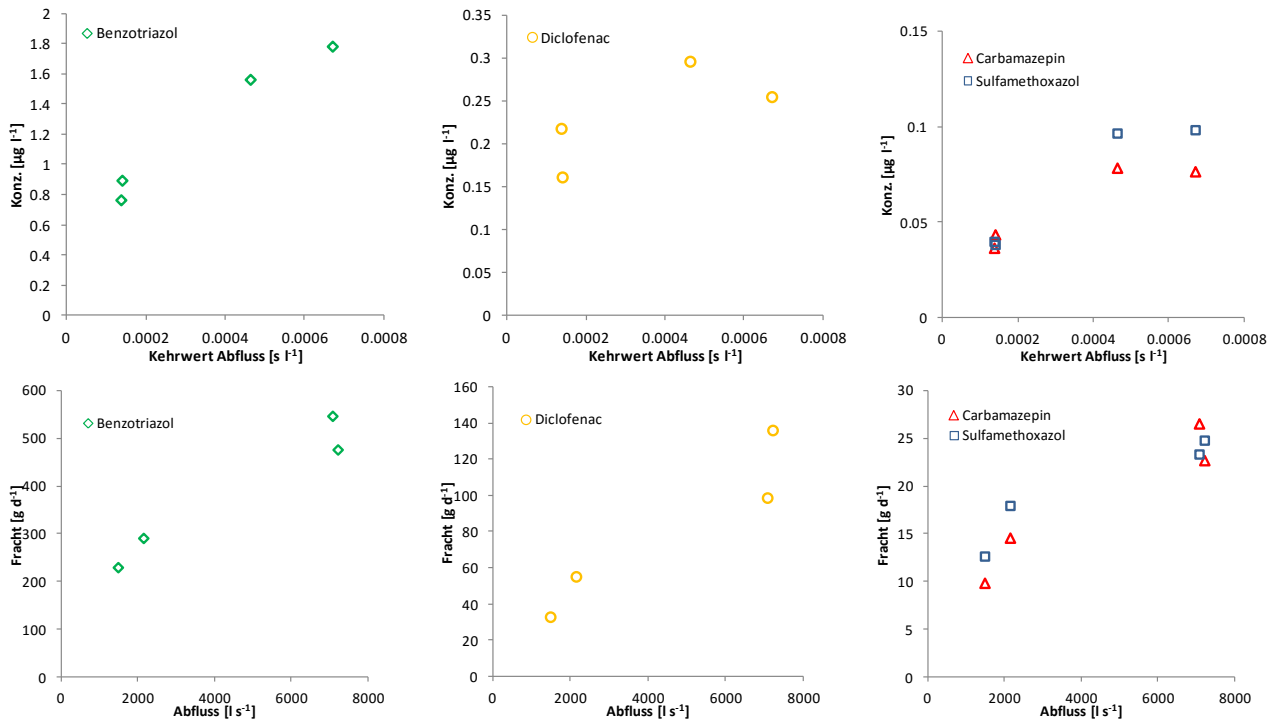 Benzotriazol
Konz. [µg l⁻¹]
2
1.8
1.6
1.4
1.2
1
0.8
0.6
0.4
0.2
0
0 0.0002 0.0004 0.0006 0.0008
Kehrwert Abfluss [s l⁻¹]
Diclofenac
Konz. [µg l⁻¹]
0.35
0.3
0.25
0.2
0.15
0.1
0.05
0
0 0.0002 0.0004 0.0006 0.0008
Kehrwert Abfluss [s l⁻¹]
Carbamazepin
Sulfamethoxazol
Konz. [µg l⁻¹]
0.15
0.1
0.05
0
0 0.0002 0.0004 0.0006 0.0008
Kehrwert Abfluss [s l⁻¹]
Benzotriazol
Fracht [g d⁻¹]
600
500
400
300
200
100
0
0 2000 4000 6000 8000
Abfluss [l s⁻¹]
Diclofenac
Fracht [g d⁻¹]
160
140
120
100
80
60
40
20
0
0 2000 4000 6000 8000
Abfluss [l s⁻¹]
Carbamazepin
Sulfamethoxazol
Fracht [g d⁻¹]
30
25
20
15
10
5
0
0 2000 4000 6000 8000
Abfluss [l s⁻¹]